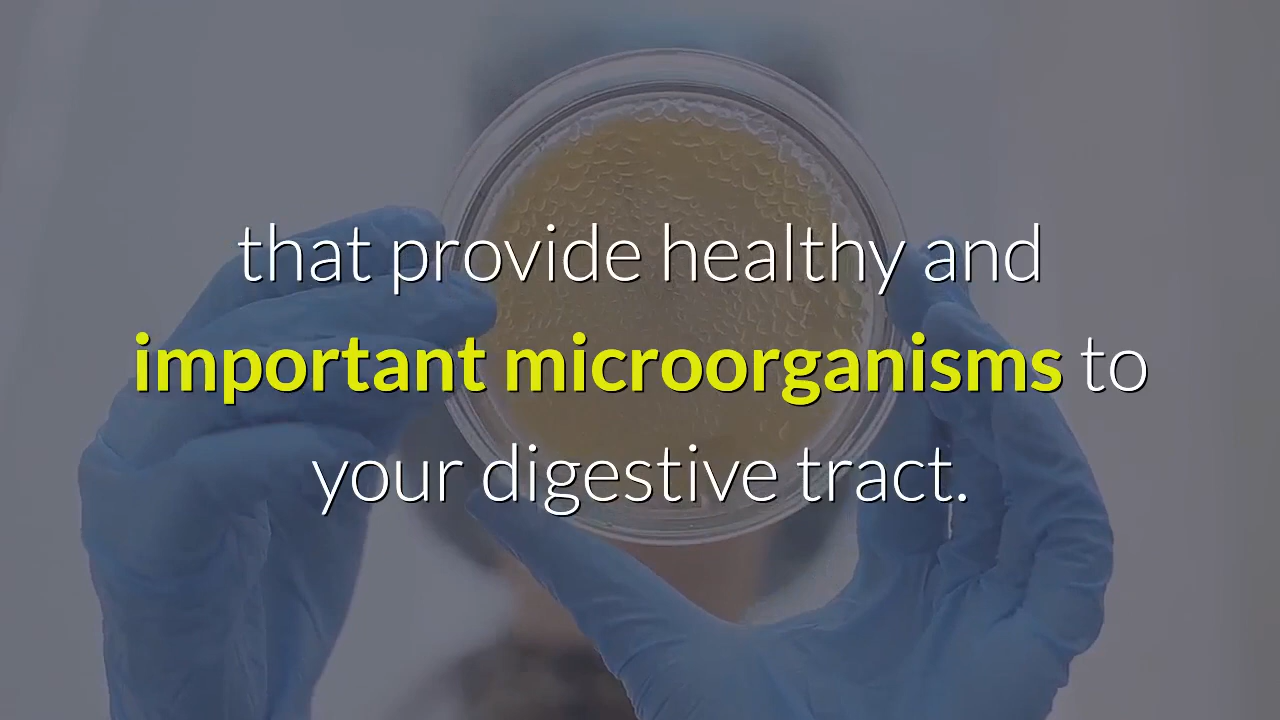 that provide healthy and
important microorganisms to
your digestive tract.